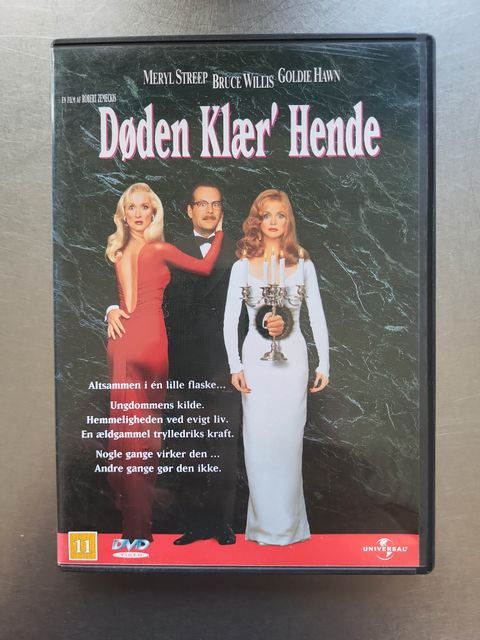 MERYL STREEP BRUCE WILLIS GOLDIE HAWN
EN FILM AF ROBERT ZEMECKIS
Døden Klær' Hende
Altsammen i én lille flaske...
Ungdommens kilde.
Hemmeligheden ved evigt liv.
En ældgammel trylledriks kraft.
Nogle gange virker den ...
Andre gange gør den ikke.
11
DVD
VIDEO
UNIVERSAL